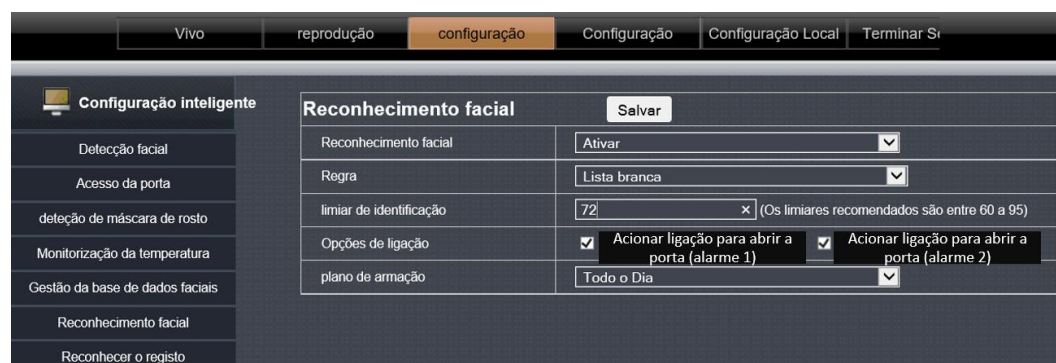 Vivo reprodução configuração Configuração Configuração Local Terminar
Configuração inteligente
Detecção facial
Acesso da porta
deteção de máscara de rosto
Monitorização da temperatura
Gestão da base de dados faciais
Reconhecimento facial
Reconhecer o registo
Reconhecimento facial Salvar
Reconhecimento facial Ativar
Regra Lista branca
limiar de identificação 72 × (Os limiares recomendados são entre 60 a 95)
Opções de ligação Acionar ligação para abrir a
porta (alarme 1) Acionar ligação para abrir a
porta (alarme 2)
plano de armação Todo o Dia